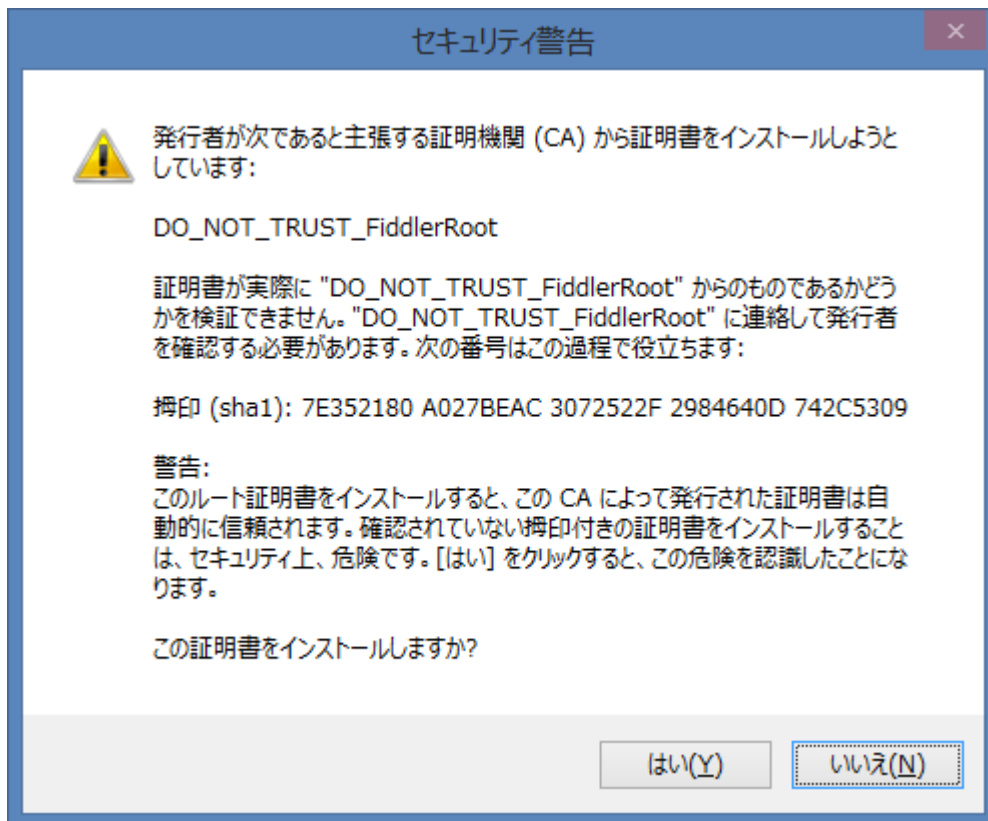 セキュリティ警告
発行者が次であると主張する証明機関 (CA) から証明書をインストールしようと
しています:
DO_NOT_TRUST_FiddlerRoot
証明書が実際に "DO_NOT_TRUST_FiddlerRoot" からのものであるかどう
かを検証できません。"DO_NOT_TRUST_FiddlerRoot" に連絡して発行者
を確認する必要があります。次の番号はこの過程で役立ちます:
拇印 (sha1): 7E352180 A027BEAC 3072522F 2984640D 742C5309
警告:
このルート証明書をインストールすると、この CA によって発行された証明書は自
動的に信頼されます。確認されていない拇印付きの証明書をインストールすること
は、セキュリティ上、危険です。[はい] をクリックすると、この危険を認識したことにな
ります。
この証明書をインストールしますか?
はい(Y)
いいえ(N)